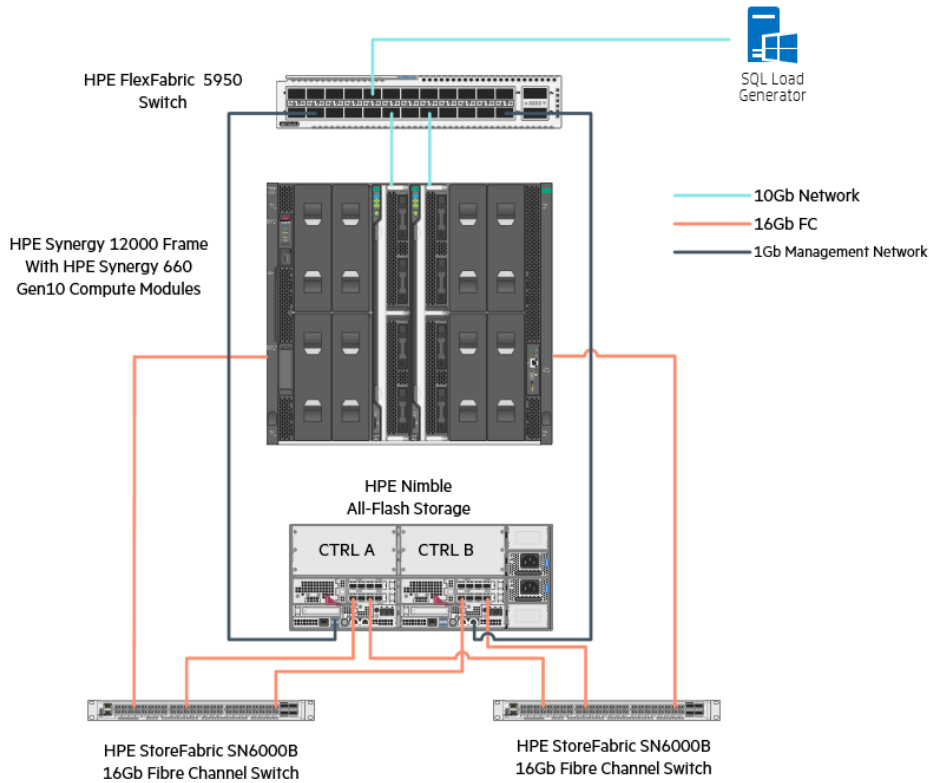 HPE FlexFabric 5950
Switch
SQL Load
Generator
10Gb Network
16Gb FC
1Gb Management Network
HPE Synergy 12000 Frame
With HPE Synergy 660
Gen10 Compute Modules
HPE Nimble
All-Flash Storage
CTRL A
CTRL B
HPE StoreFabric SN6000B
16Gb Fibre Channel Switch
HPE StoreFabric SN6000B
16Gb Fibre Channel Switch